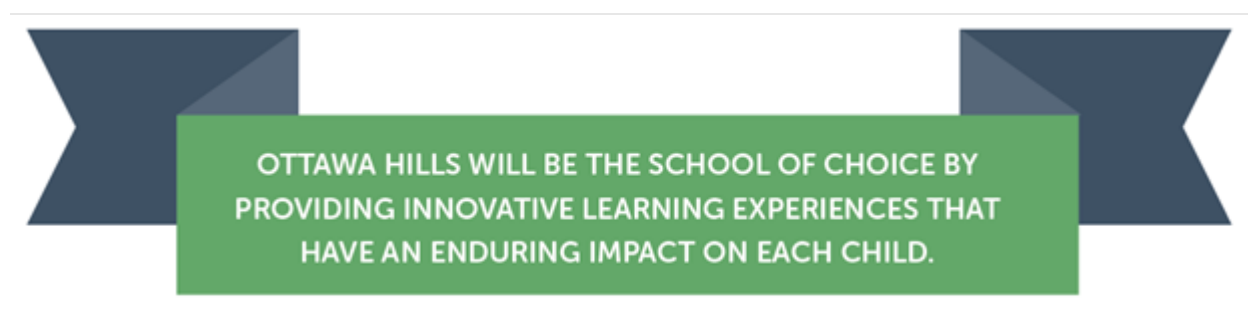 OTTAWA HILLS WILL BE THE SCHOOL OF CHOICE BY
PROVIDING INNOVATIVE LEARNING EXPERIENCES THAT
HAVE AN ENDURING IMPACT ON EACH CHILD.